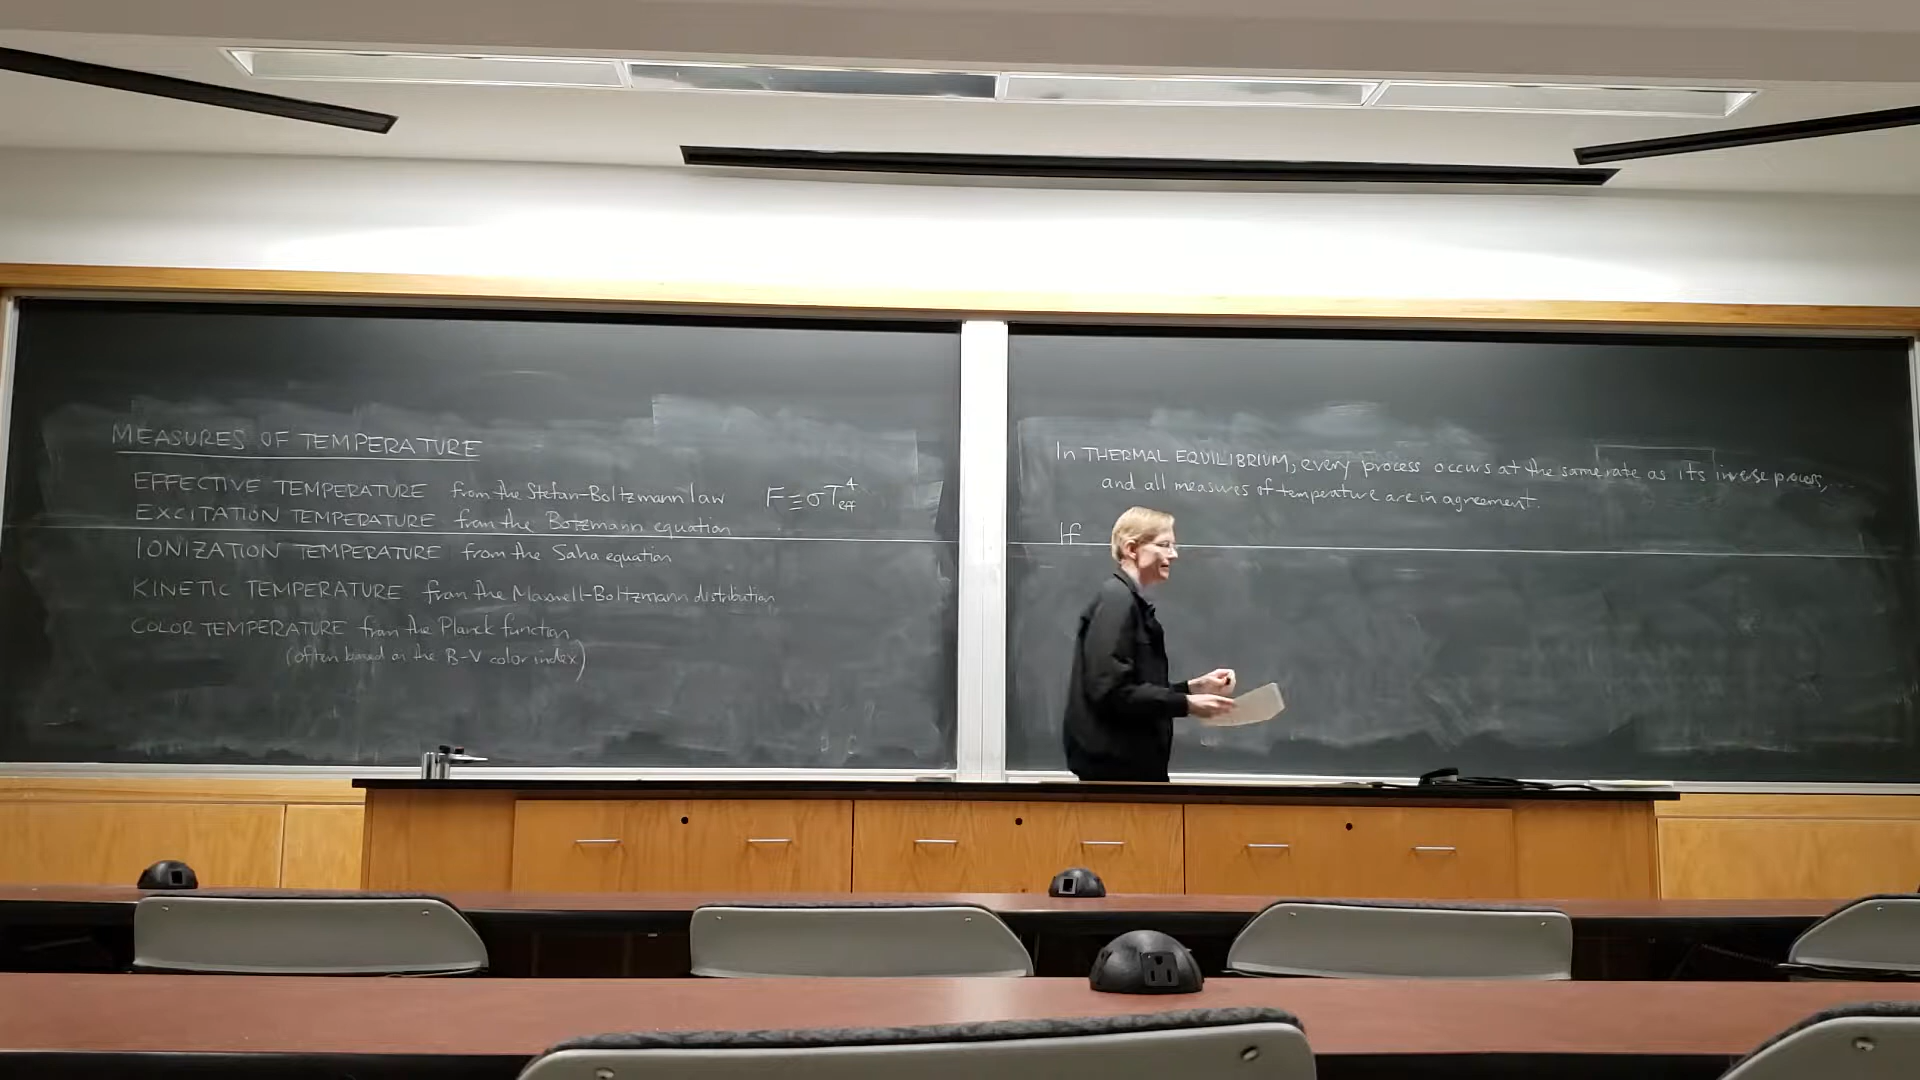 MEASURES OF TEMPERATURE
EFFECTIVE TEMPERATURE from the Stefan-Boltzmann law F ≡ σT⁴eff
EXCITATION TEMPERATURE from the Botzmann equation
IONIZATION TEMPERATURE from the Saha equation
KINETIC TEMPERATURE from the Maxwell-Boltzmann distribution
COLOR TEMPERATURE from the Planck function
(often based on the B-V color index)
In THERMAL EQUILIBRIUM, every process occurs at the same rate as its inverse process,
and all measures of temperature are in agreement.
If